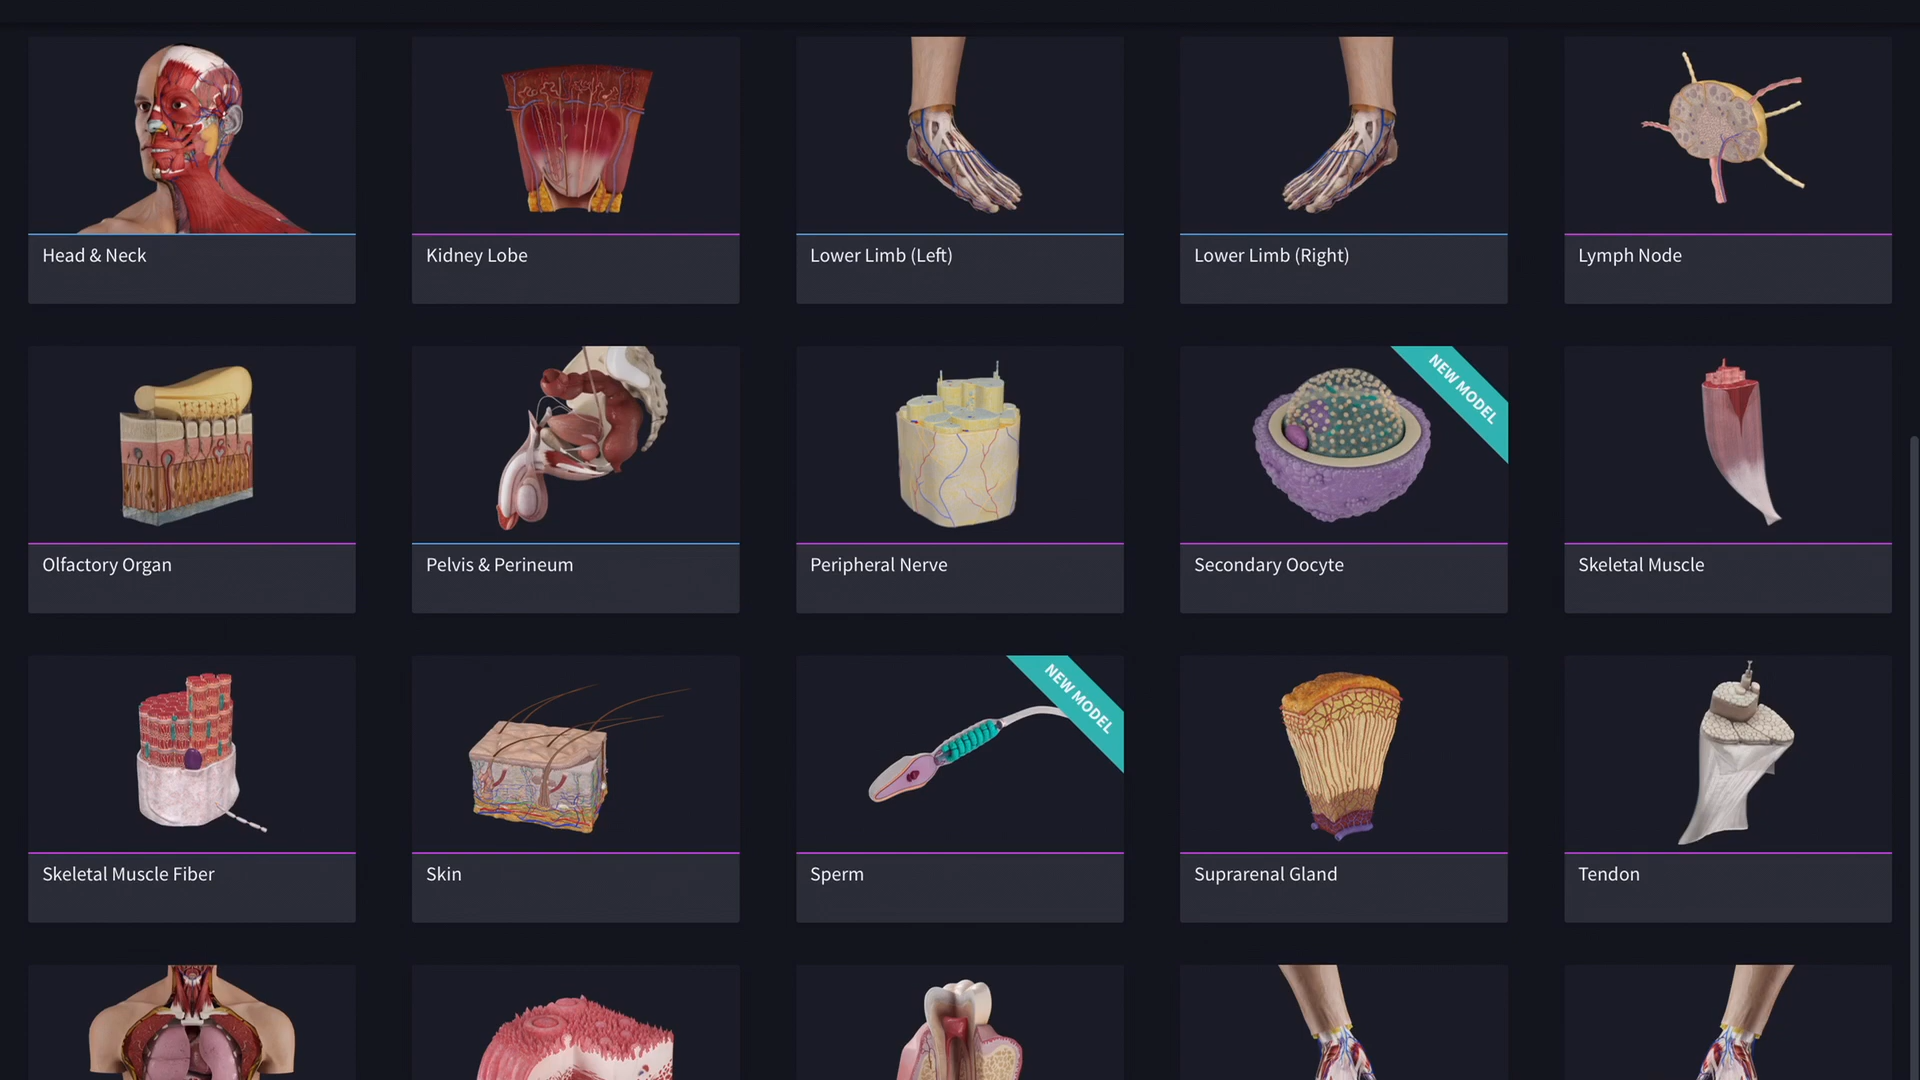 Head & Neck
Kidney Lobe
Lower Limb (Left)
Lower Limb (Right)
Lymph Node
NEW MODEL
Olfactory Organ
Pelvis & Perineum
Peripheral Nerve
Secondary Oocyte
Skeletal Muscle
NEW MODEL
Skeletal Muscle Fiber
Skin
Sperm
Suprarenal Gland
Tendon